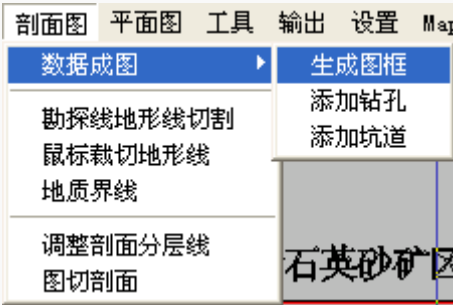 剖面图 平面图 工具 输出 设置 Map
数据成图
生成图框
添加钻孔
添加坑道
勘探线地形线切割
鼠标裁切地形线
地质界线
调整剖面分层线
图切剖面
石英砂矿区